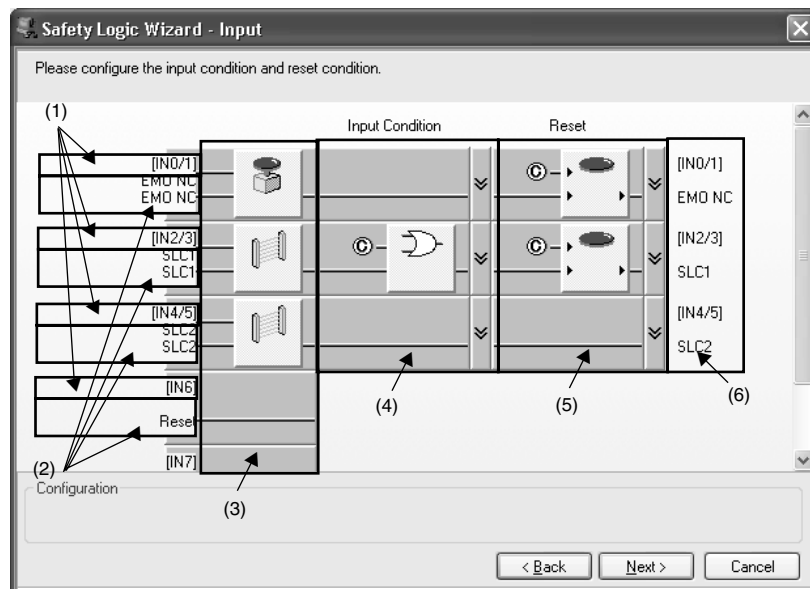 Safety Logic Wizard - Input
Please configure the input condition and reset condition.
(1)
Input Condition
Reset
[IN0/1]
EMO NC
EMO NC
C
[IN0/1]
EMO NC
[IN2/3]
SLC1
SLC1
C
C
[IN2/3]
SLC1
[IN4/5]
SLC2
SLC2
[IN4/5]
SLC2
[IN6]
Reset
(4)
(5)
(6)
(2)
[IN7]
(3)
Configuration
< Back
Next >
Cancel